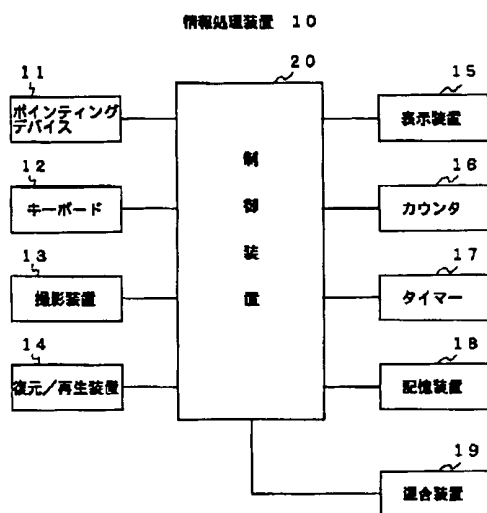 情報処理装置 10
20
制御装置
11
ポインティング
デバイス
12
キーボード
13
撮影装置
14
復元／再生装置
15
表示装置
16
カウンタ
17
タイマー
18
記憶装置
19
混合装置